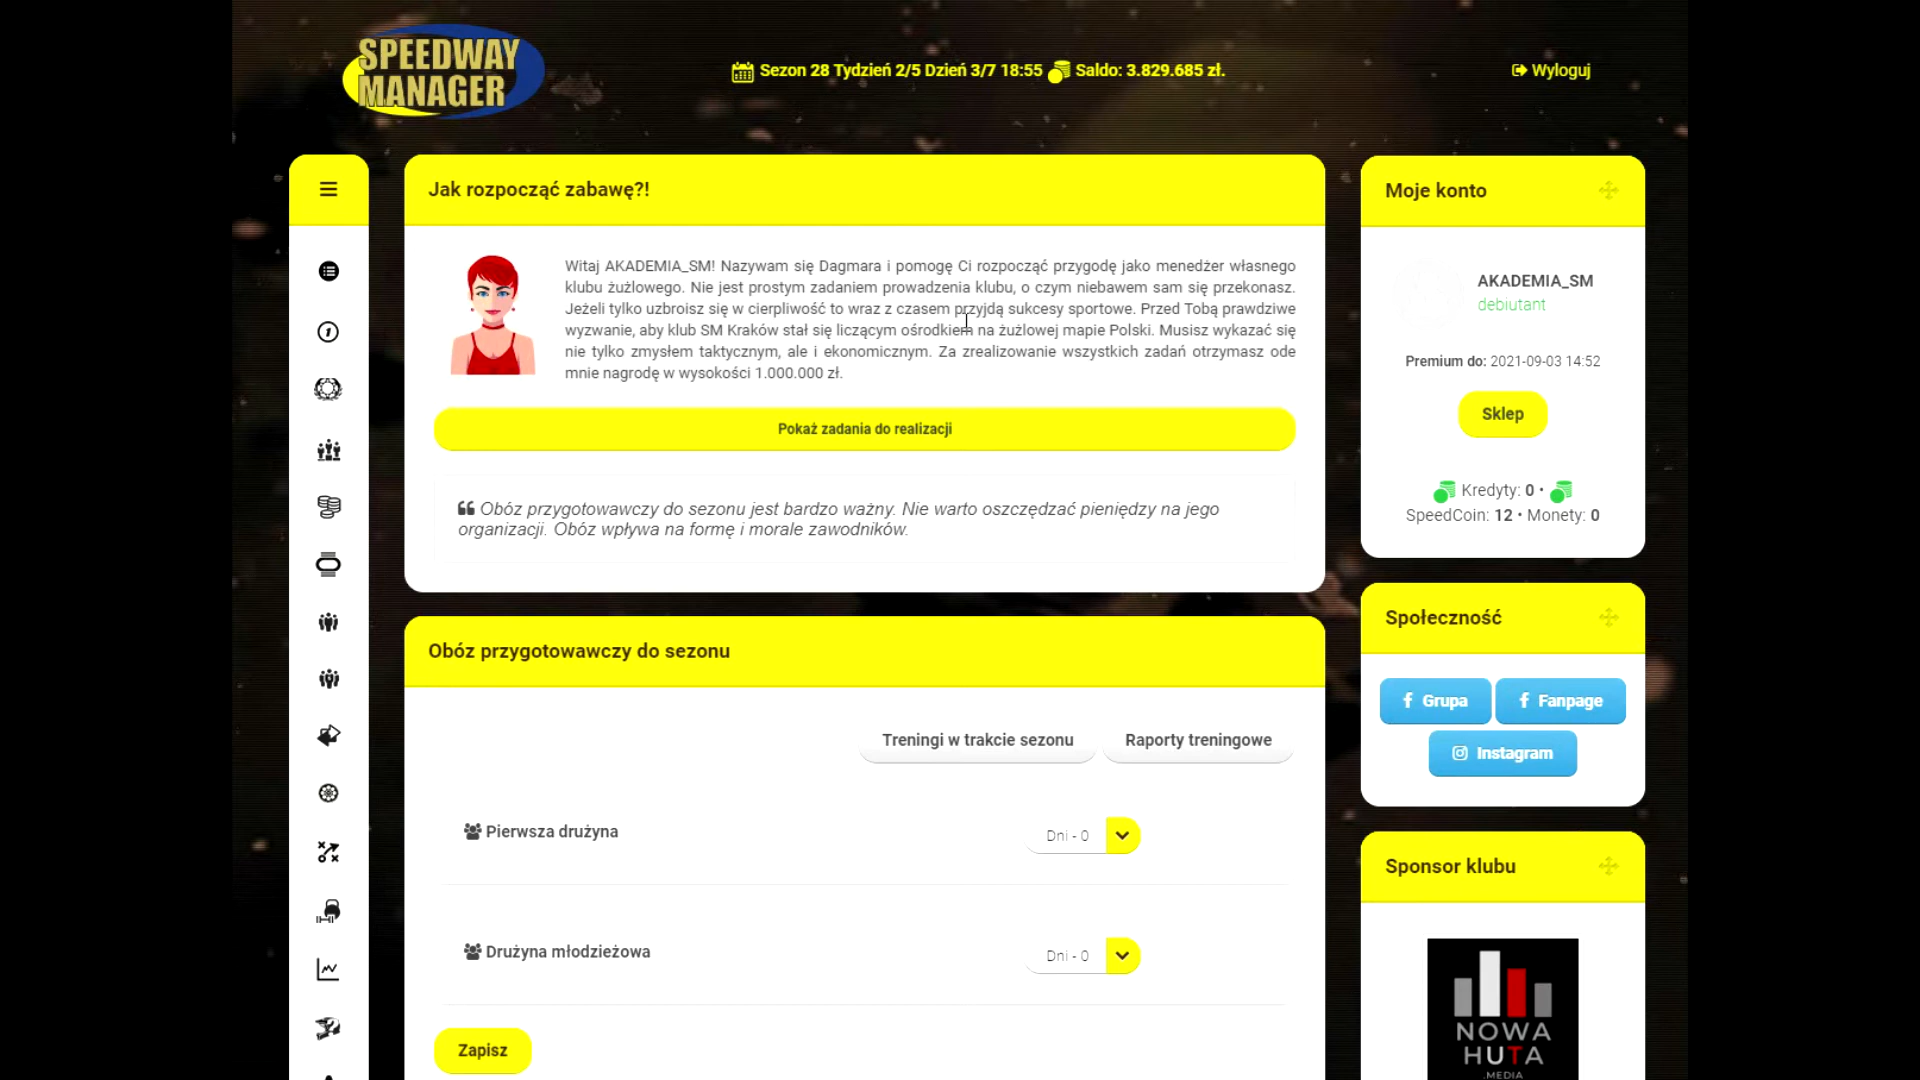 SPEEDWAY
MANAGER
Sezon 28 Tydzień 2/5 Dzień 3/7 18:55 Saldo: 3.829.685 zł.
Wyloguj
Jak rozpocząć zabawę?!
Witaj AKADEMIA_SM! Nazywam się Dagmara i pomogę Ci rozpocząć przygodę jako menedżer własnego
klubu żużlowego. Nie jest prostym zadaniem prowadzenia klubu, o czym niebawem sam się przekonasz.
Jeżeli tylko uzbroisz się w cierpliwość to wraz z czasem przyjdą sukcesy sportowe. Przed Tobą prawdziwe
wyzwanie, aby klub SM Kraków stał się liczącym ośrodkiem na żużlowej mapie Polski. Musisz wykazać się
nie tylko zmysłem taktycznym, ale i ekonomicznym. Za zrealizowanie wszystkich zadań otrzymasz ode
mnie nagrodę w wysokości 1.000.000 zł.
Pokaż zadania do realizacji
Obóz przygotowawczy do sezonu jest bardzo ważny. Nie warto oszczędzać pieniędzy na jego
organizacji. Obóz wpływa na formę i morale zawodników.
Obóz przygotowawczy do sezonu
Treningi w trakcie sezonu
Raporty treningowe
Pierwsza drużyna
Dni - 0
Drużyna młodzieżowa
Dni - 0
Zapisz
Moje konto
AKADEMIA_SM
debiutant
Premium do: 2021-09-03 14:52
Sklep
Kredyty: 0 •
SpeedCoin: 12 • Monety: 0
Społeczność
Grupa
Fanpage
Instagram
Sponsor klubu
NOWA
HUTA
.MEDIA